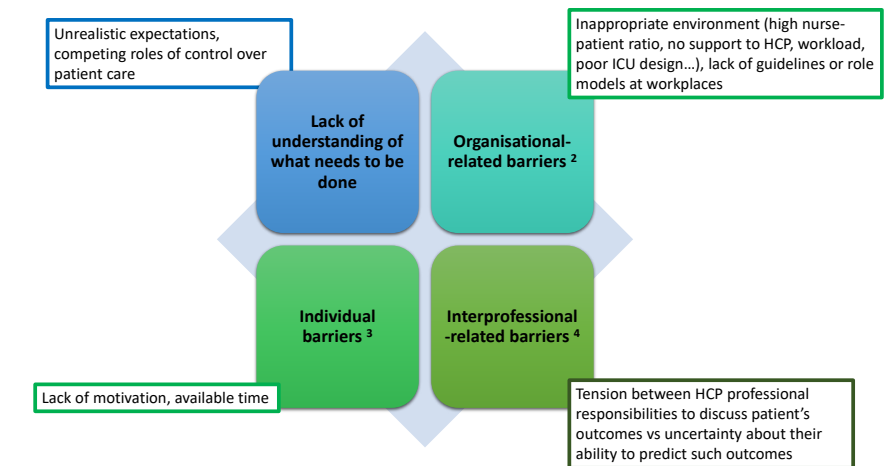 Unrealistic expectations,
competing roles of control over
patient care
Inappropriate environment (high nurse-
patient ratio, no support to HCP, workload,
poor ICU design…), lack of guidelines or role
models at workplaces
Lack of
understanding of
what needs to be
done
Organisational-
related barriers ²
Individual
barriers ³
Interprofessional
-related barriers ⁴
Lack of motivation, available time
Tension between HCP professional
responsibilities to discuss patient’s
outcomes vs uncertainty about their
ability to predict such outcomes